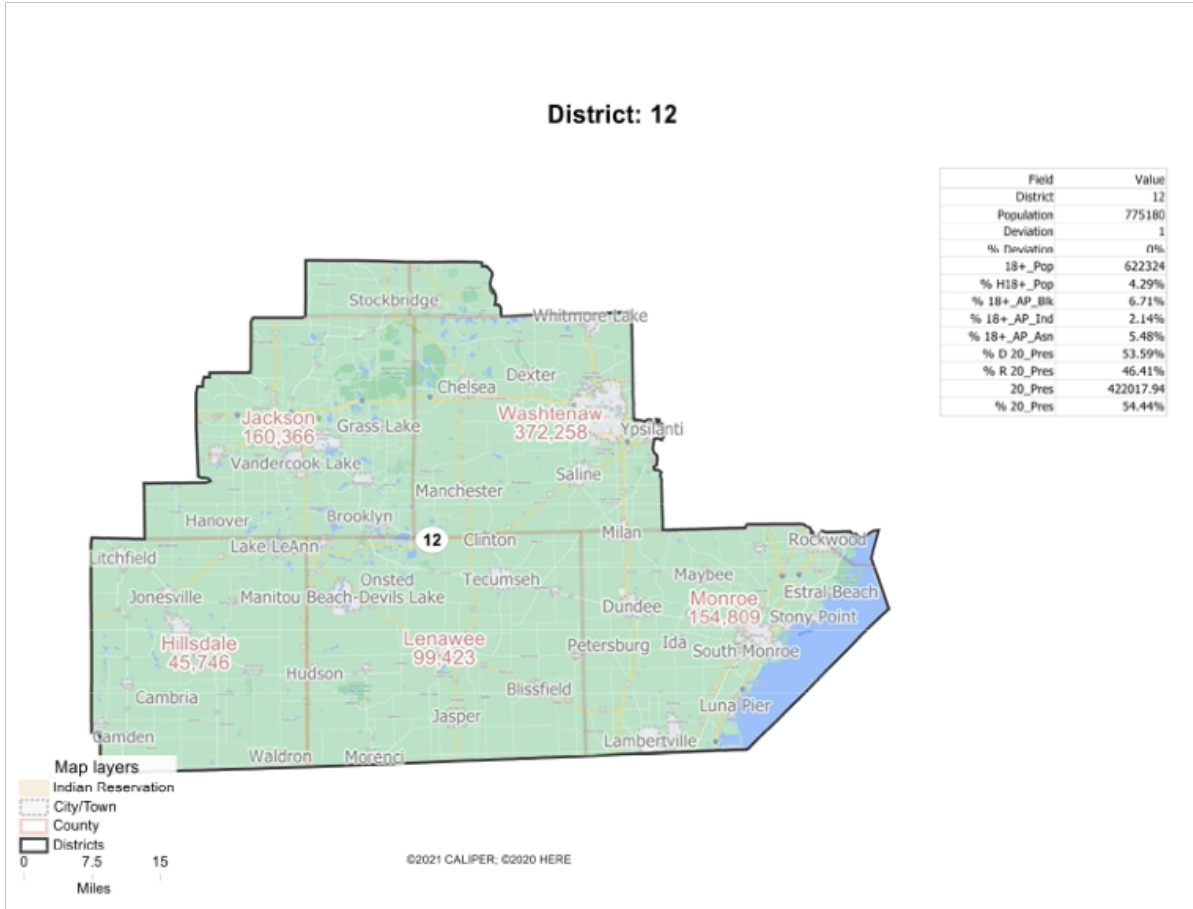 District: 12
Field Value
District 12
Population 775180
Deviation 1
% Deviation 0%
18+_Pop 622324
% H18+_Pop 4.29%
% 18+_AP_Blk 6.71%
% 18+_AP_Ind 2.14%
% 18+_AP_Asn 5.48%
% D 20_Pres 53.59%
% R 20_Pres 46.41%
20_Pres 422017.94
% 20_Pres 54.44%
Stockbridge
Whitmore Lake
Dexter
Chelsea
Jackson
160,366
Grass Lake
Washtenaw
372,258
Ypsilanti
Vandercook Lake
Saline
Manchester
Hanover
Brooklyn
Litchfield
Lake LeAnn
12
Clinton
Milan
Rockwood
Onsted
Tecumseh
Maybee
Jonesville
Manitou Beach-Devils Lake
Dundee
Monroe
154,809
Estral Beach
Stony Point
Hillsdale
45,746
Lenawee
99,423
Petersburg
Ida
South Monroe
Hudson
Cambria
Blissfield
Jasper
Luna Pier
Camden
Waldron
Morenci
Lambertville
Map layers
Indian Reservation
City/Town
County
Districts
0 7.5 15
Miles
©2021 CALIPER; ©2020 HERE